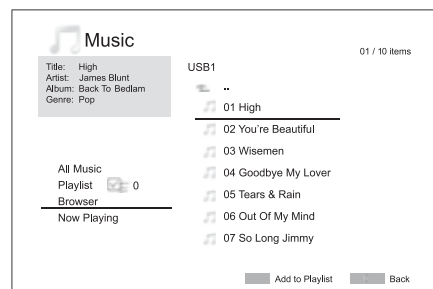 Music
01 / 10 items
Title: High
Artist: James Blunt
Album: Back To Bedlam
Genre: Pop
USB1
..
01 High
02 You're Beautiful
03 Wisemen
04 Goodbye My Lover
05 Tears & Rain
06 Out Of My Mind
07 So Long Jimmy
All Music
Playlist 0
Browser
Now Playing
Add to Playlist
Back